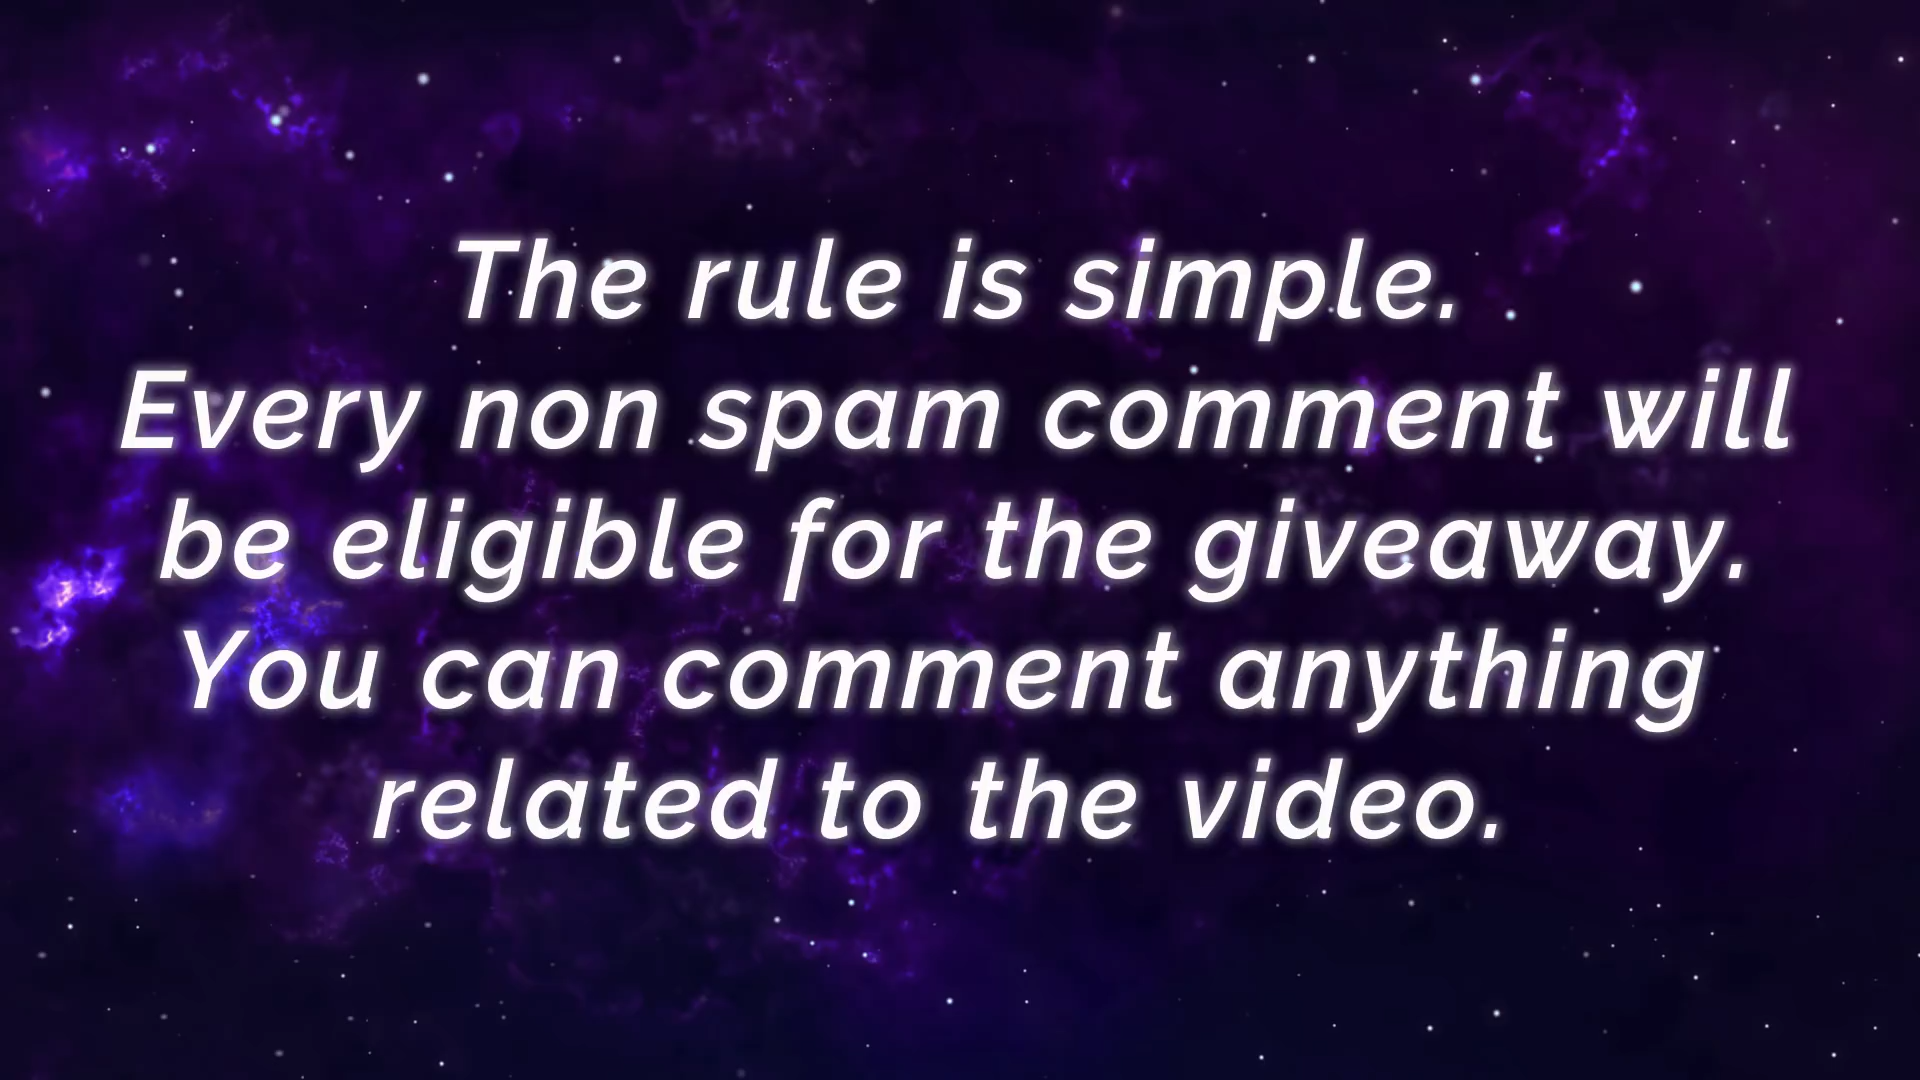 The rule is simple.
Every non spam comment will
be eligible for the giveaway.
You can comment anything
related to the video.